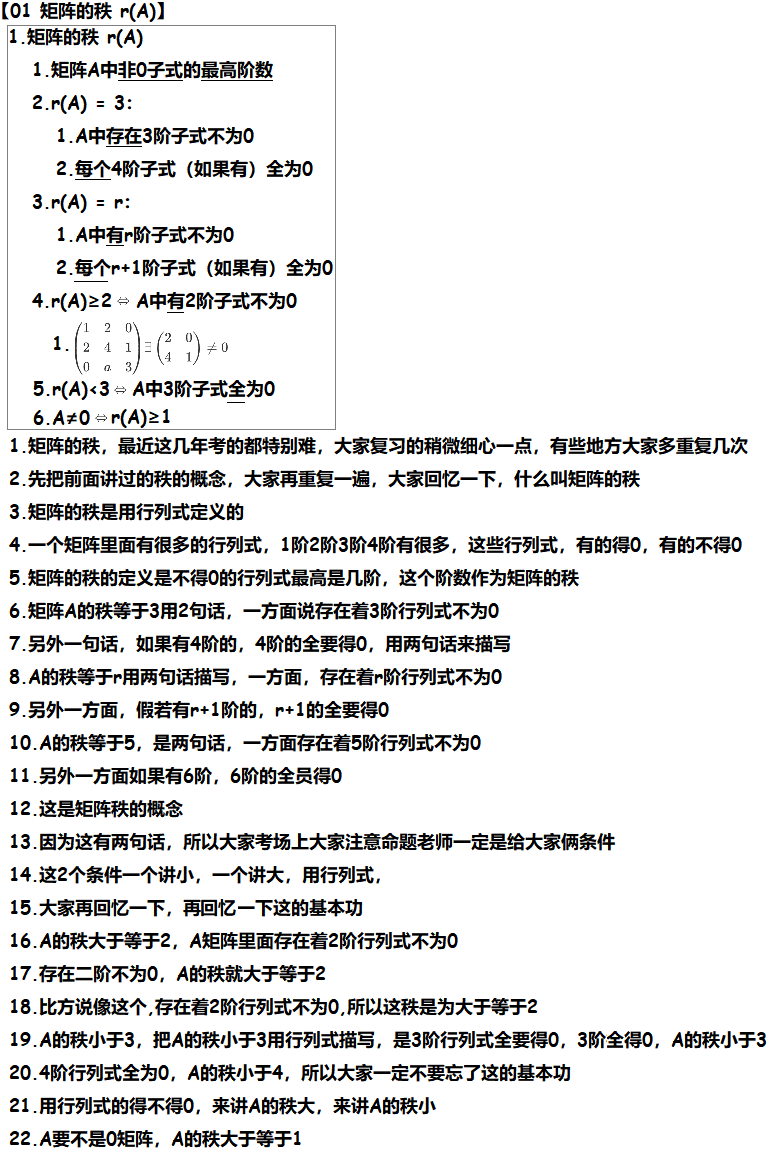 【01 矩阵的秩 r(A)】
1.矩阵的秩 r(A)
1.矩阵A中非0子式的最高阶数
2.r(A) = 3:
1.A中存在3阶子式不为0
2.每个4阶子式（如果有）全为0
3.r(A) = r:
1.A中有r阶子式不为0
2.每个r+1阶子式（如果有）全为0
4.r(A)≥2⇔A中有2阶子式不为0
1.(1 2 0
2 4 1
0 a 3)∃(2 0
4 1)≠0
5.r(A)<3⇔A中3阶子式全为0
6.A≠0⇔r(A)≥1
1.矩阵的秩，最近这几年考的都特别难，大家复习的稍微细心一点，有些地方大家多重复几次
2.先把前面讲过的秩的概念，大家再重复一遍，大家回忆一下，什么叫矩阵的秩
3.矩阵的秩是用行列式定义的
4.一个矩阵里面有很多的行列式，1阶2阶3阶4阶有很多，这些行列式，有的得0，有的不得0
5.矩阵的秩的定义是不得0的行列式最高是几阶，这个阶数作为矩阵的秩
6.矩阵A的秩等于3用2句话，一方面说存在着3阶行列式不为0
7.另外一句话，如果有4阶的，4阶的全要得0，用两句话来描写
8.A的秩等于r用两句话描写，一方面，存在着r阶行列式不为0
9.另外一方面，假若有r+1阶的，r+1的全要得0
10.A的秩等于5，是两句话，一方面存在着5阶行列式不为0
11.另外一方面如果有6阶，6阶的全员得0
12.这是矩阵秩的概念
13.因为这有两句话，所以大家考场上大家注意命题老师一定是给大家俩条件
14.这2个条件一个讲小，一个讲大，用行列式，
15.大家再回忆一下，再回忆一下这的基本功
16.A的秩大于等于2，A矩阵里面存在着2阶行列式不为0
17.存在二阶不为0，A的秩就大于等于2
18.比方说像这个,存在着2阶行列式不为0,所以这秩是为大于等于2
19.A的秩小于3，把A的秩小于3用行列式描写，是3阶行列式全要得0，3阶全得0，A的秩小于3
20.4阶行列式全为0，A的秩小于4，所以大家一定不要忘了这的基本功
21.用行列式的得不得0，来讲A的秩大，来讲A的秩小
22.A要不是0矩阵，A的秩大于等于1